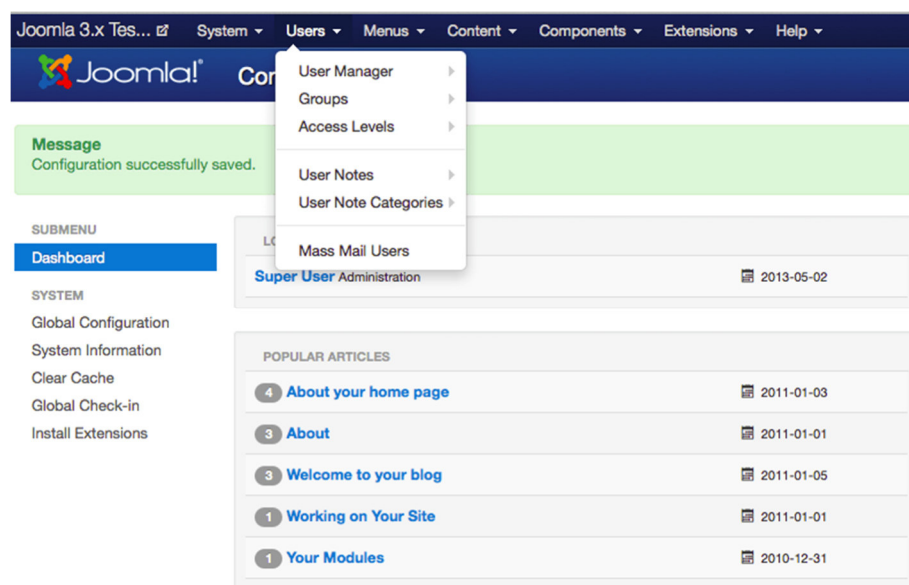 Joomla 3.x Tes... System Users Menus Content Components Extensions Help
Joomla!® Cor
User Manager
Groups
Access Levels
User Notes
User Note Categories
Mass Mail Users
Message
Configuration successfully saved.
SUBMENU
Dashboard
SYSTEM
Global Configuration
System Information
Clear Cache
Global Check-in
Install Extensions
LO
Super User Administration 2013-05-02
POPULAR ARTICLES
4 About your home page 2011-01-03
3 About 2011-01-01
3 Welcome to your blog 2011-01-05
1 Working on Your Site 2011-01-01
1 Your Modules 2010-12-31